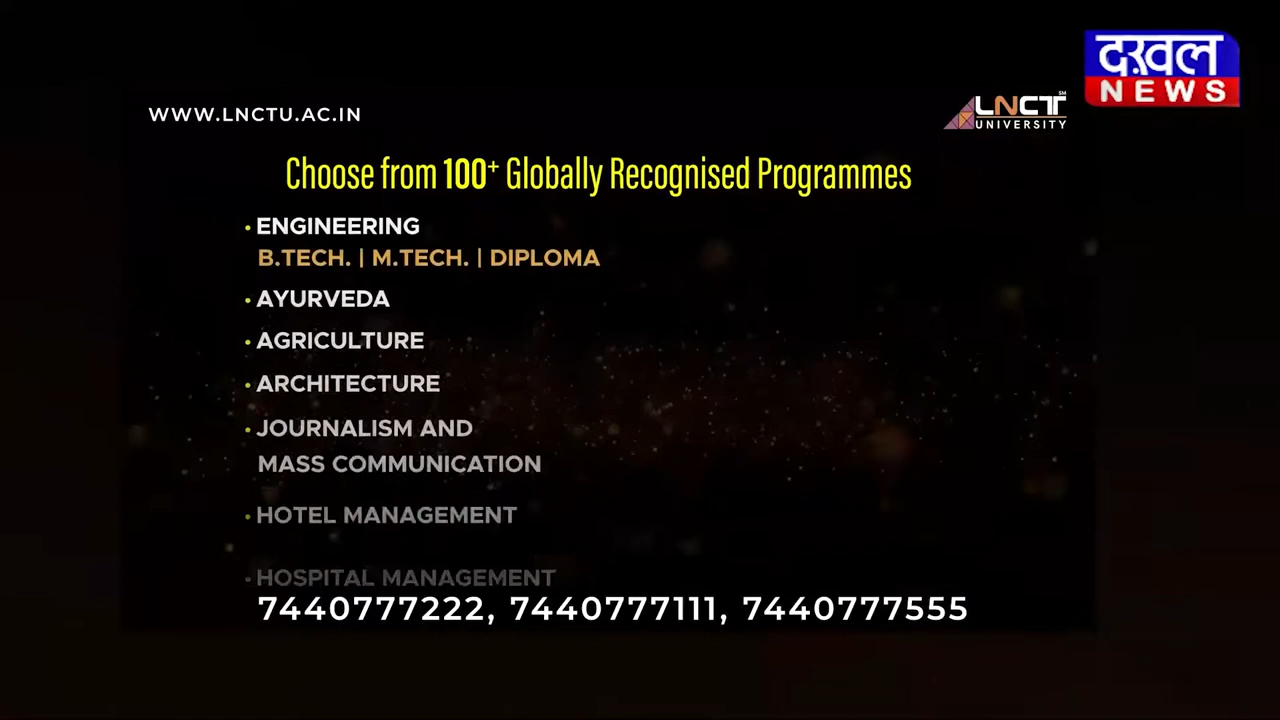 दख़ल
NEWS
WWW.LNCTU.AC.IN
LNCT
SM
UNIVERSITY
Choose from 100+ Globally Recognised Programmes
• ENGINEERING
B.TECH. | M.TECH. | DIPLOMA
• AYURVEDA
• AGRICULTURE
• ARCHITECTURE
• JOURNALISM AND
MASS COMMUNICATION
• HOTEL MANAGEMENT
• HOSPITAL MANAGEMENT
7440777222, 7440777111, 7440777555